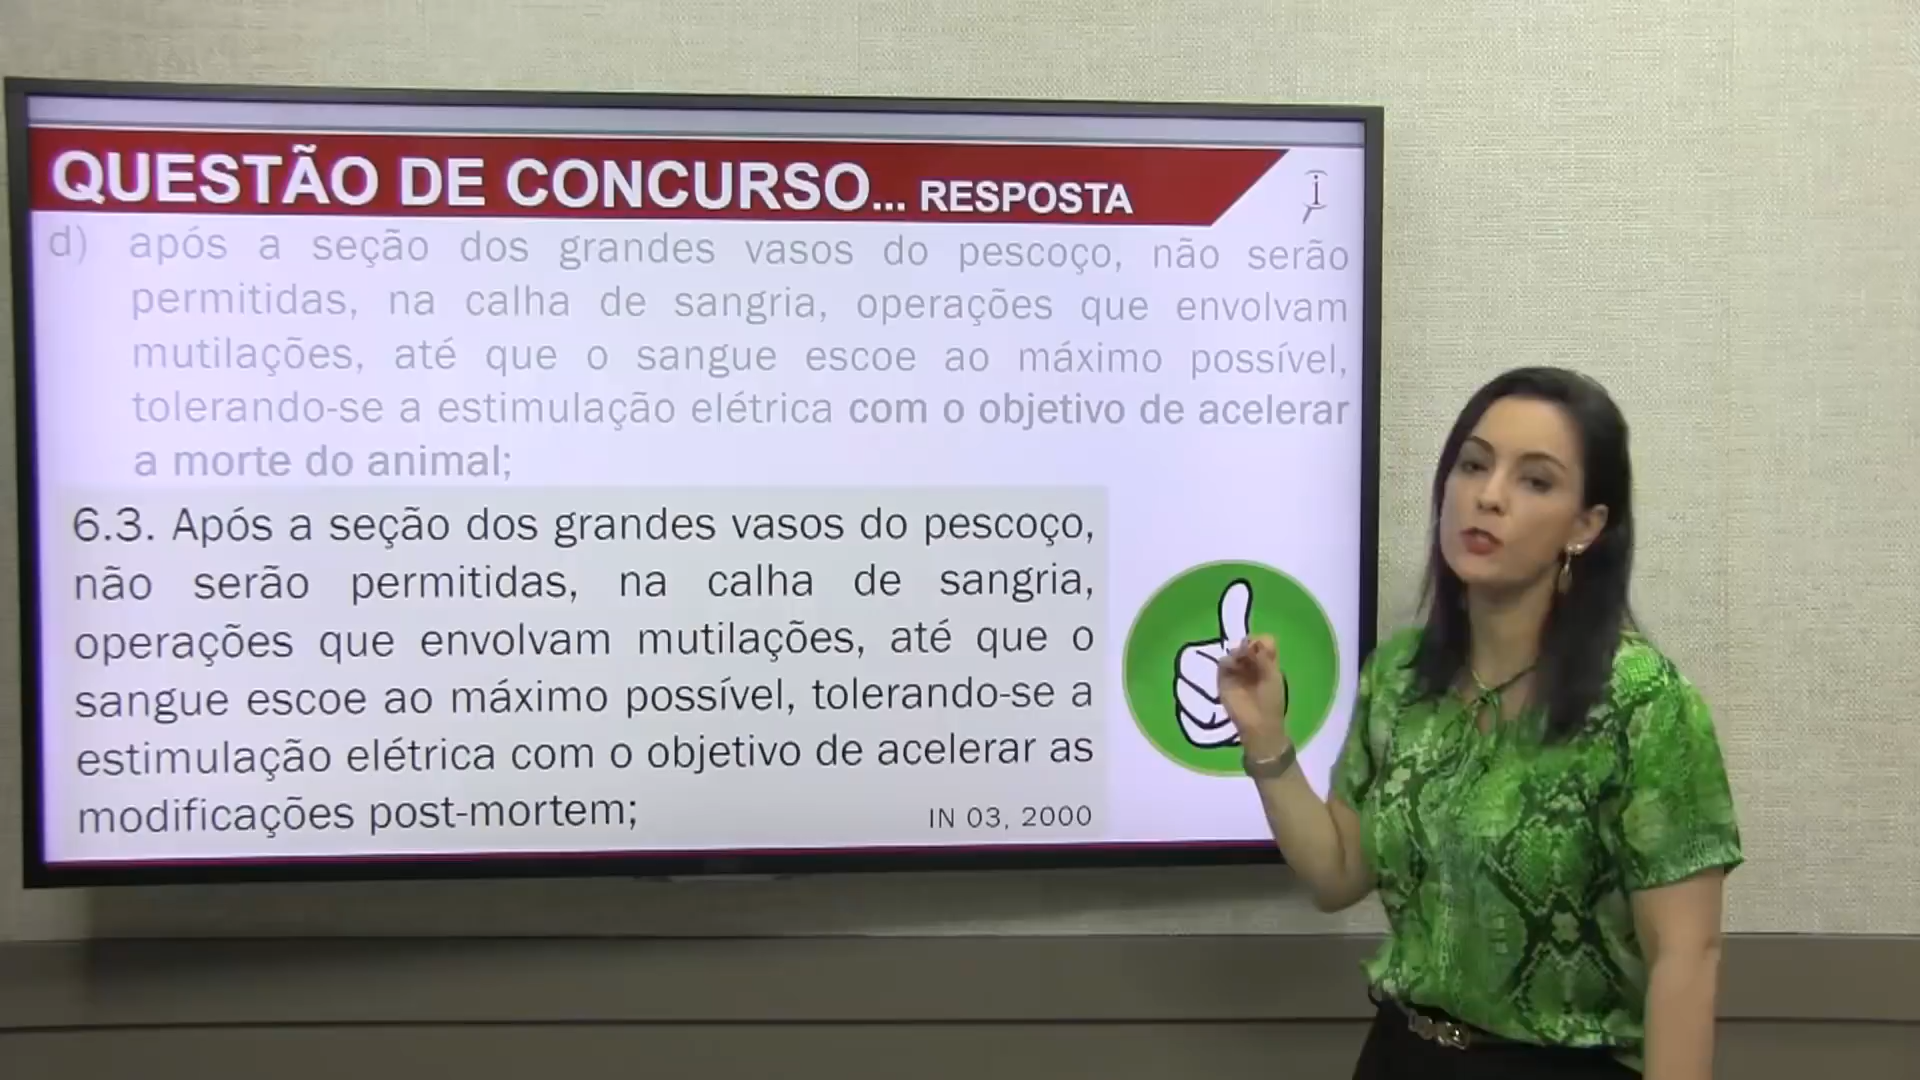 QUESTÃO DE CONCURSO... RESPOSTA
d) após a seção dos grandes vasos do pescoço, não serão
permitidas, na calha de sangria, operações que envolvam
mutilações, até que o sangue escoe ao máximo possível,
tolerando-se a estimulação elétrica com o objetivo de acelerar
a morte do animal;
6.3. Após a seção dos grandes vasos do pescoço,
não serão permitidas, na calha de sangria,
operações que envolvam mutilações, até que o
sangue escoe ao máximo possível, tolerando-se a
estimulação elétrica com o objetivo de acelerar as
modificações post-mortem;
IN 03, 2000